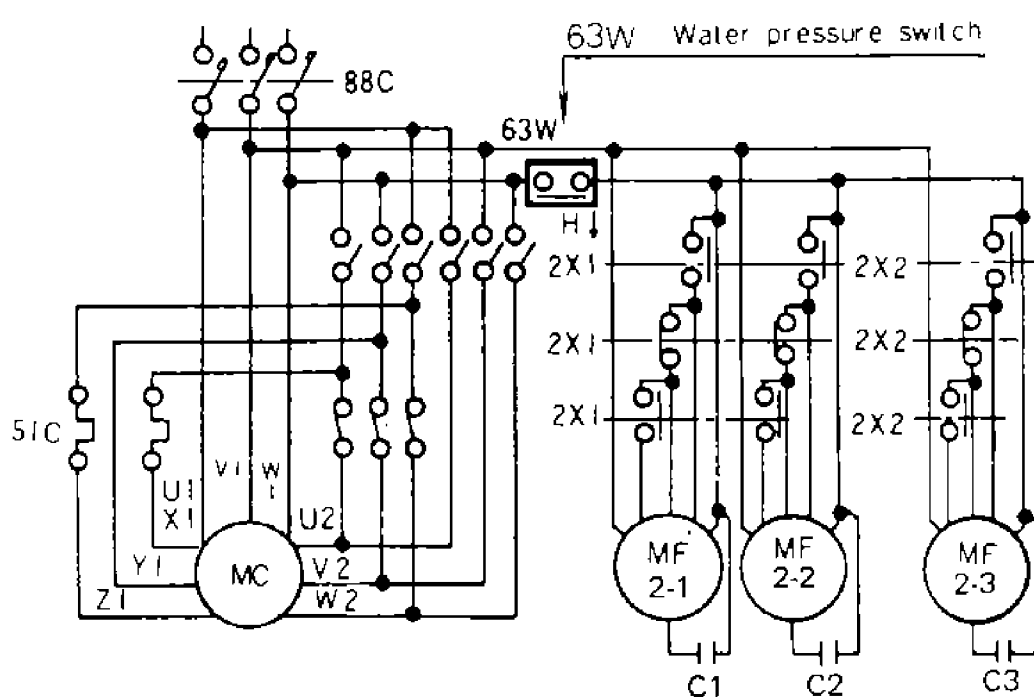 63W Water pressure switch
88C
63W
H
2X1 2X2
2X1 2X2
2X1 2X2
51C
V1 W1
U1 U2
X1
Y1 MC V2
Z1 W2
MF 2-1
MF 2-2
MF 2-3
C1 C2 C3